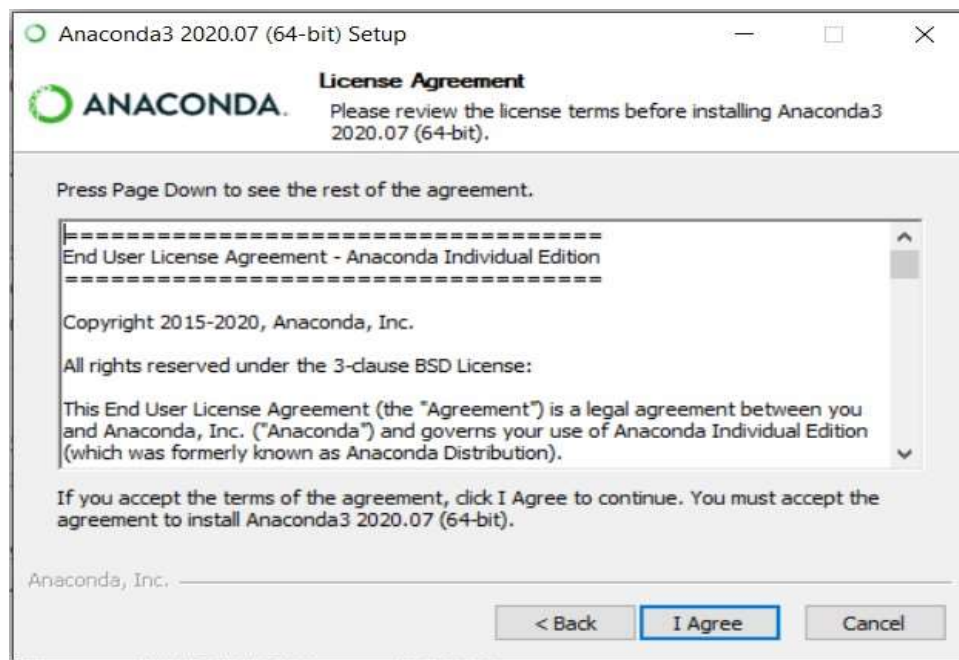 Anaconda3 2020.07 (64-bit) Setup
ANACONDA.
License Agreement
Please review the license terms before installing Anaconda3
2020.07 (64-bit).
Press Page Down to see the rest of the agreement.
===================================
End User License Agreement - Anaconda Individual Edition
===================================
Copyright 2015-2020, Anaconda, Inc.
All rights reserved under the 3-clause BSD License:
This End User License Agreement (the "Agreement") is a legal agreement between you
and Anaconda, Inc. ("Anaconda") and governs your use of Anaconda Individual Edition
(which was formerly known as Anaconda Distribution).
If you accept the terms of the agreement, click I Agree to continue. You must accept the
agreement to install Anaconda3 2020.07 (64-bit).
Anaconda, Inc.
< Back
I Agree
Cancel